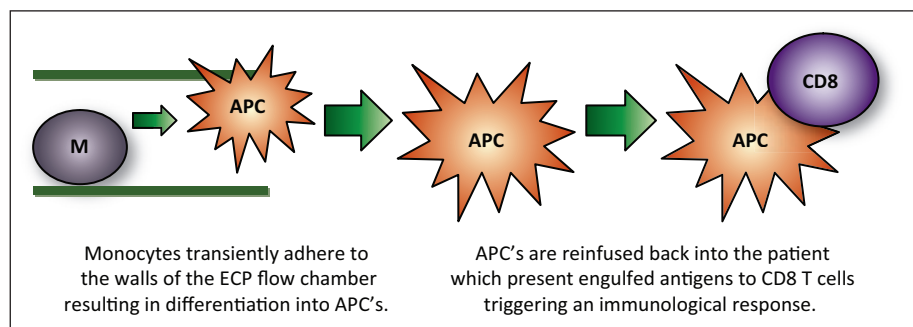 M
APC
APC
APC
CD8
Monocytes transiently adhere to
the walls of the ECP flow chamber
resulting in differentiation into APC's.
APC's are reinfused back into the patient
which present engulfed antigens to CD8 T cells
triggering an immunological response.